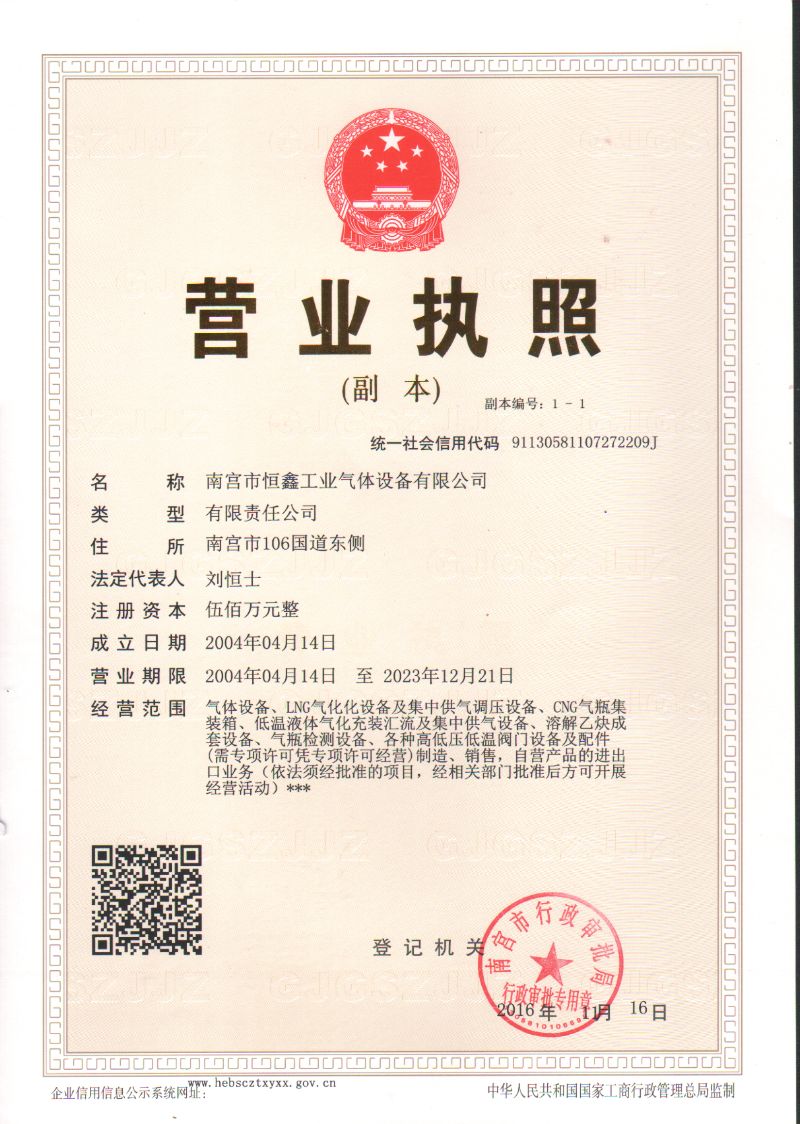 营业执照
(副 本)
副本编号：1－1
统一社会信用代码 91130581107272209J
名 称 南宫市恒鑫工业气体设备有限公司
类 型 有限责任公司
住 所 南宫市106国道东侧
法定代表人 刘恒士
注册资本 伍佰万元整
成立日期 2004年04月14日
营业期限 2004年04月14日 至 2023年12月21日
经营范围 气体设备、LNG气化化设备及集中供气调压设备、CNG气瓶集
装箱、低温液体气化充装汇流及集中供气设备、溶解乙炔成
套设备、气瓶检测设备、各种高低压低温阀门设备及配件
(需专项许可凭专项许可经营)制造、销售，自营产品的进出
口业务（依法须经批准的项目，经相关部门批准后方可开展
经营活动）***
登记机关
南宫市行政审批局
行政审批专用章
2016年 11月 16日
企业信用信息公示系统网址：www.hebscztxyxx.gov.cn
中华人民共和国国家工商行政管理总局监制